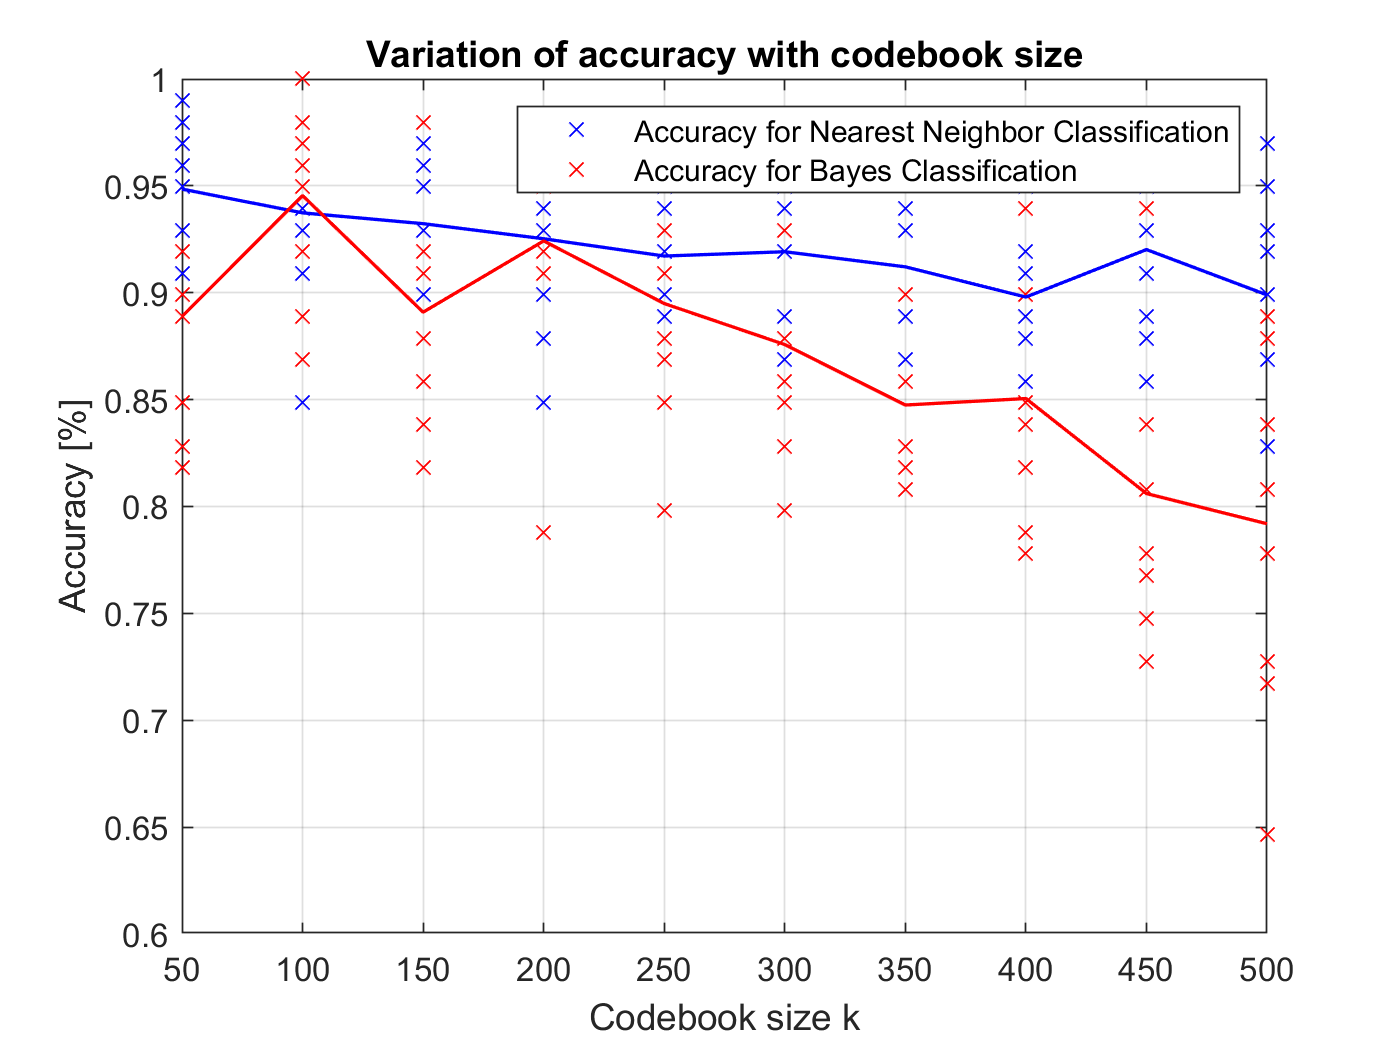 Variation of accuracy with codebook size
Accuracy for Nearest Neighbor Classification
Accuracy for Bayes Classification
Accuracy [%]
1
0.95
0.9
0.85
0.8
0.75
0.7
0.65
0.6
50 100 150 200 250 300 350 400 450 500
Codebook size k